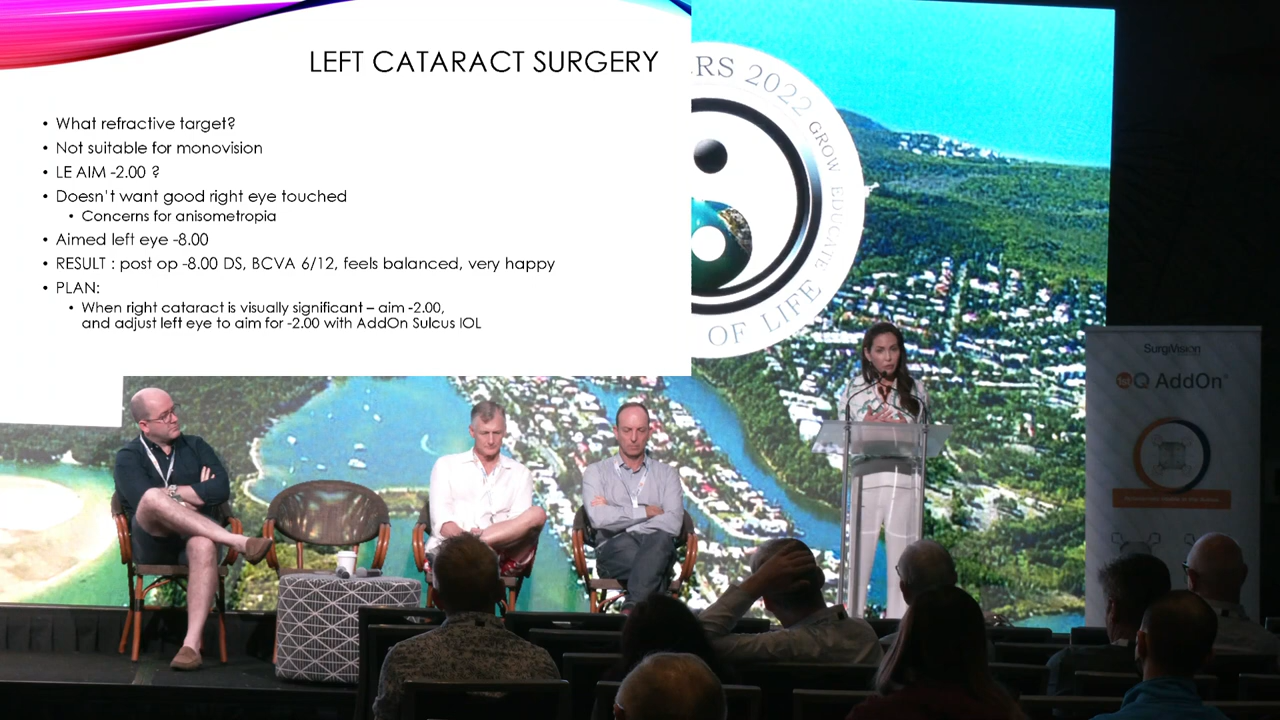 LEFT CATARACT SURGERY
• What refractive target?
• Not suitable for monovision
• LE AIM -2.00 ?
• Doesn't want good right eye touched
• Concerns for anisometropia
• Aimed left eye -8.00
• RESULT : post op -8.00 DS, BCVA 6/12, feels balanced, very happy
• PLAN:
• When right cataract is visually significant – aim -2.00,
and adjust left eye to aim for -2.00 with AddOn Sulcus IOL
RS 2022
GROW EDUCATE
OF LIFE
SurgiVision
1stQ AddOn®